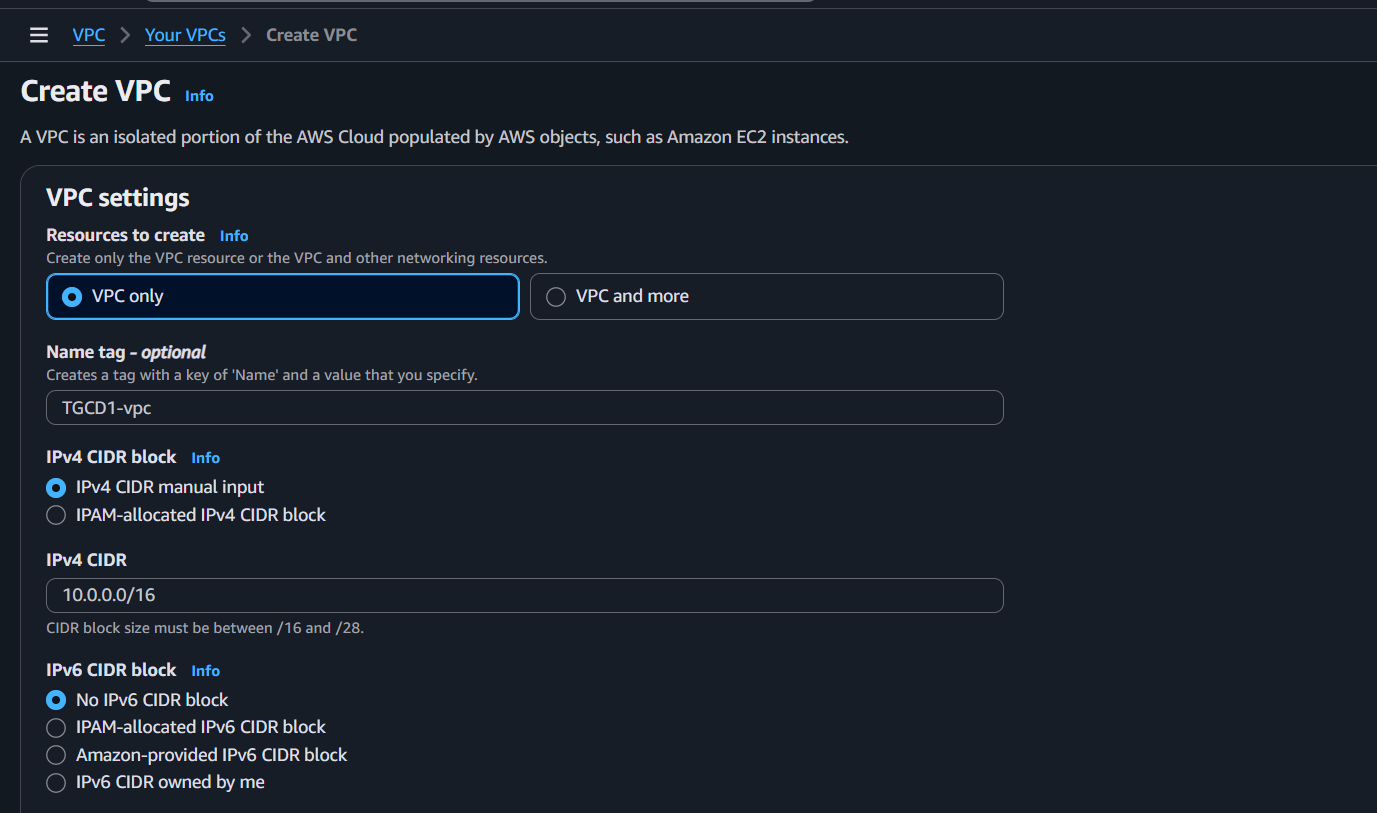 VPC
Your VPCs
Create VPC
Create VPC Info
A VPC is an isolated portion of the AWS Cloud populated by AWS objects, such as Amazon EC2 instances.
VPC settings
Resources to create Info
Create only the VPC resource or the VPC and other networking resources.
VPC only
VPC and more
Name tag - optional
Creates a tag with a key of 'Name' and a value that you specify.
TGCD1-vpc
IPv4 CIDR block Info
IPv4 CIDR manual input
IPAM-allocated IPv4 CIDR block
IPv4 CIDR
10.0.0.0/16
CIDR block size must be between /16 and /28.
IPv6 CIDR block Info
No IPv6 CIDR block
IPAM-allocated IPv6 CIDR block
Amazon-provided IPv6 CIDR block
IPv6 CIDR owned by me